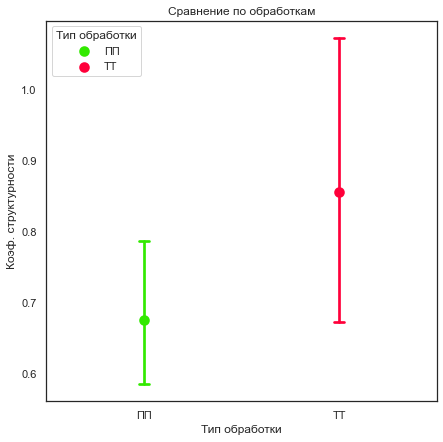 Сравнение по обработкам
Тип обработки
ПП
ТТ
Коэф. структурности
1.0
0.9
0.8
0.7
0.6
ПП
ТТ
Тип обработки